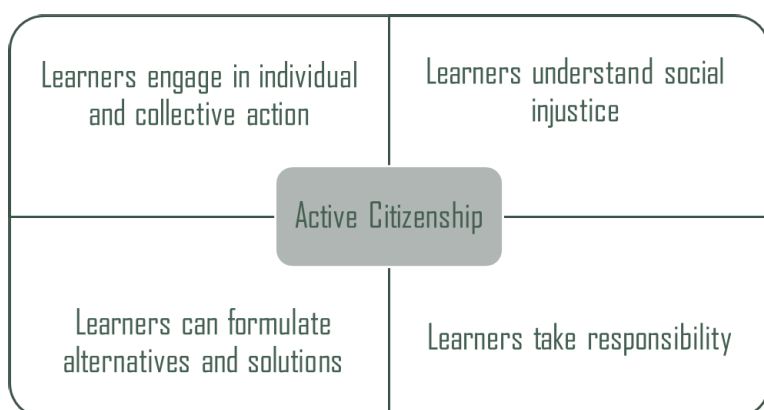 Learners engage in individual
and collective action
Learners understand social
injustice
Active Citizenship
Learners can formulate
alternatives and solutions
Learners take responsibility